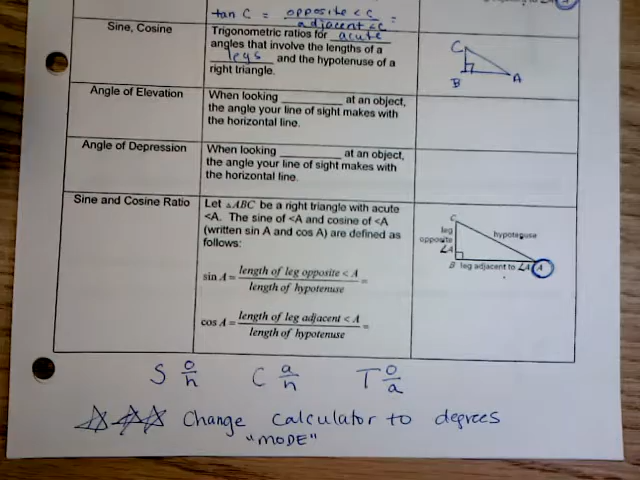 tan C = opposite <C =
adjacent <C
Sine, Cosine
Trigonometric ratios for acute
angles that involve the lengths of a
legs and the hypotenuse of a
right triangle.
C
B
A
Angle of Elevation
When looking __________ at an object,
the angle your line of sight makes with
the horizontal line.
Angle of Depression
When looking __________ at an object,
the angle your line of sight makes with
the horizontal line.
Sine and Cosine Ratio
Let △ABC be a right triangle with acute
<A. The sine of <A and cosine of <A
(written sin A and cos A) are defined as
follows:
sin A = length of leg opposite < A =
length of hypotenuse
cos A = length of leg adjacent < A =
length of hypotenuse
C
leg
opposite
∠A
hypotenuse
B leg adjacent to ∠A A
S o/h C a/h T o/a
Change calculator to degrees
"MODE"